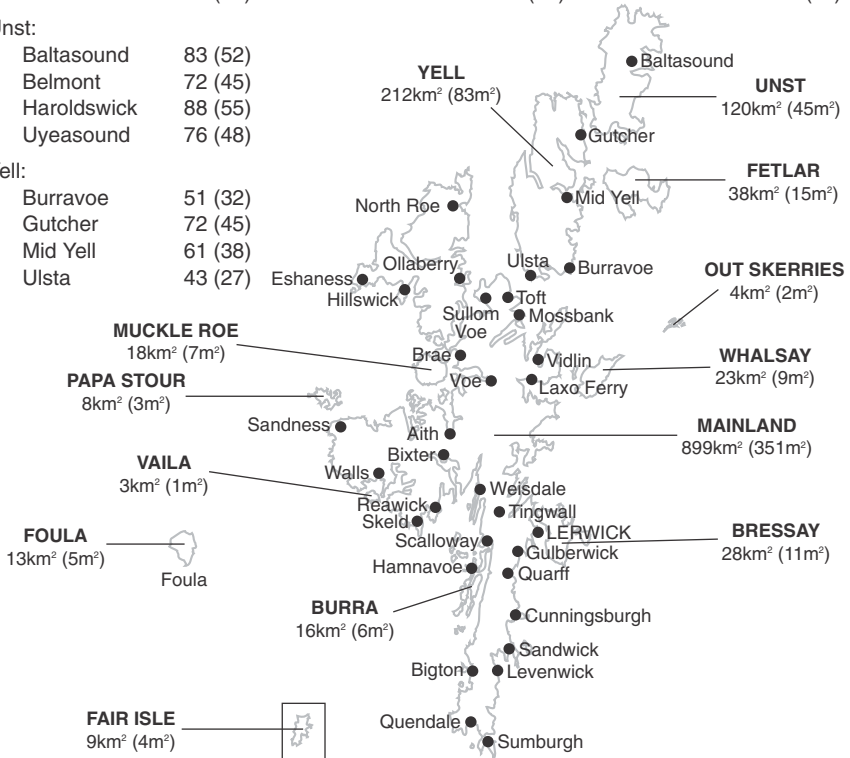 Unst:
Baltasound 83 (52)
Belmont 72 (45)
Haroldswick 88 (55)
Uyeasound 76 (48)
Yell:
Burravoe 51 (32)
Gutcher 72 (45)
Mid Yell 61 (38)
Ulsta 43 (27)
Baltasound
YELL
212km² (83m²)
UNST
120km² (45m²)
Gutcher
FETLAR
38km² (15m²)
Mid Yell
North Roe
Ulsta
Burravoe
Ollaberry
Eshaness
Hillswick
OUT SKERRIES
4km² (2m²)
Toft
Sullom
Voe
Mossbank
MUCKLE ROE
18km² (7m²)
Brae
Vidlin
WHALSAY
23km² (9m²)
Voe
Laxo Ferry
PAPA STOUR
8km² (3m²)
Sandness
Aith
MAINLAND
899km² (351m²)
Bixter
VAILA
3km² (1m²)
Walls
Weisdale
Reawick
Tingwall
Skeld
FOULA
13km² (5m²)
Foula
Scalloway
LERWICK
BRESSAY
28km² (11m²)
Gulberwick
Hamnavoe
Quarff
BURRA
16km² (6m²)
Cunningsburgh
Sandwick
Bigton
Levenwick
FAIR ISLE
9km² (4m²)
Quendale
Sumburgh